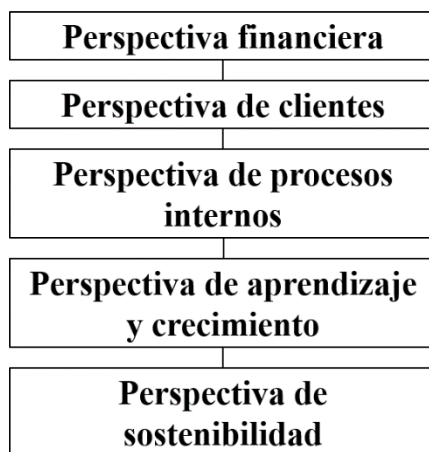 Perspectiva financiera
Perspectiva de clientes
Perspectiva de procesos
internos
Perspectiva de aprendizaje
y crecimiento
Perspectiva de
sostenibilidad